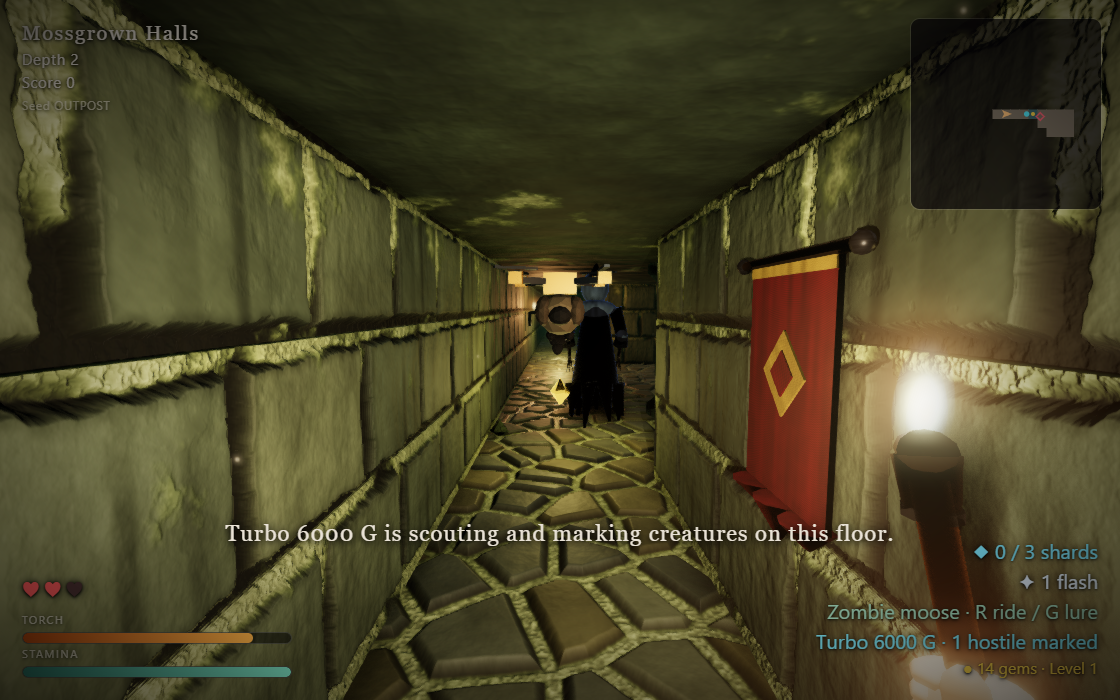 Mossgrown Halls
Depth 2
Score 0
Seed OUTPOST
Turbo 6000 G is scouting and marking creatures on this floor.
◆ 0 / 3 shards
✦ 1 flash
Zombie moose · R ride / G lure
Turbo 6000 G · 1 hostile marked
● 14 gems · Level 1
TORCH
STAMINA